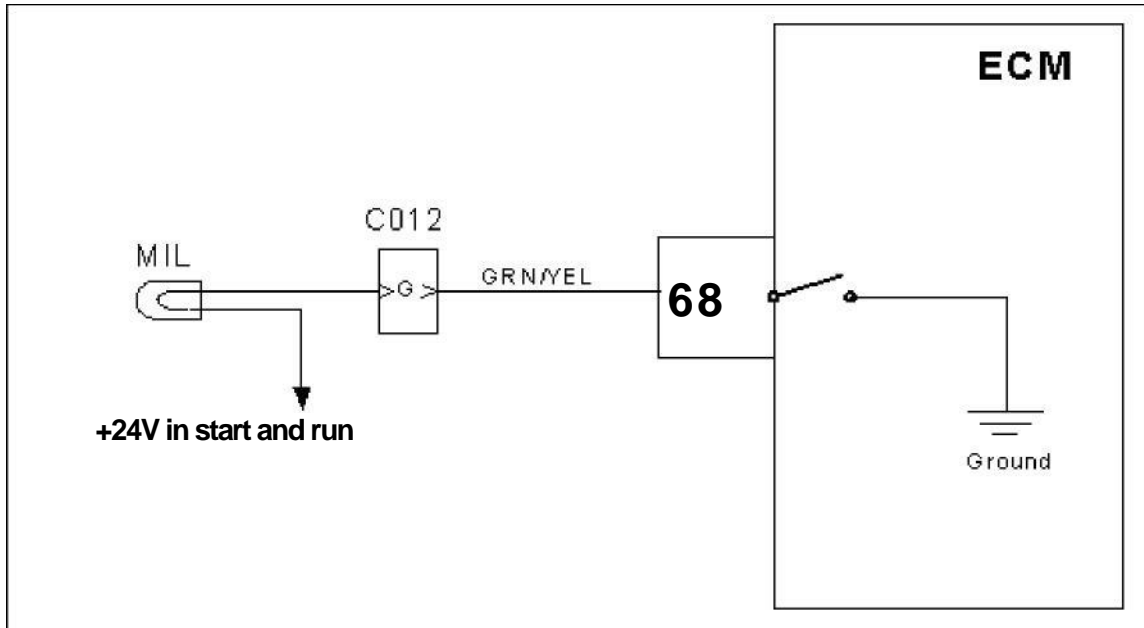 ECM
C012
MIL
>G>
GRN/YEL
68
+24V in start and run
Ground